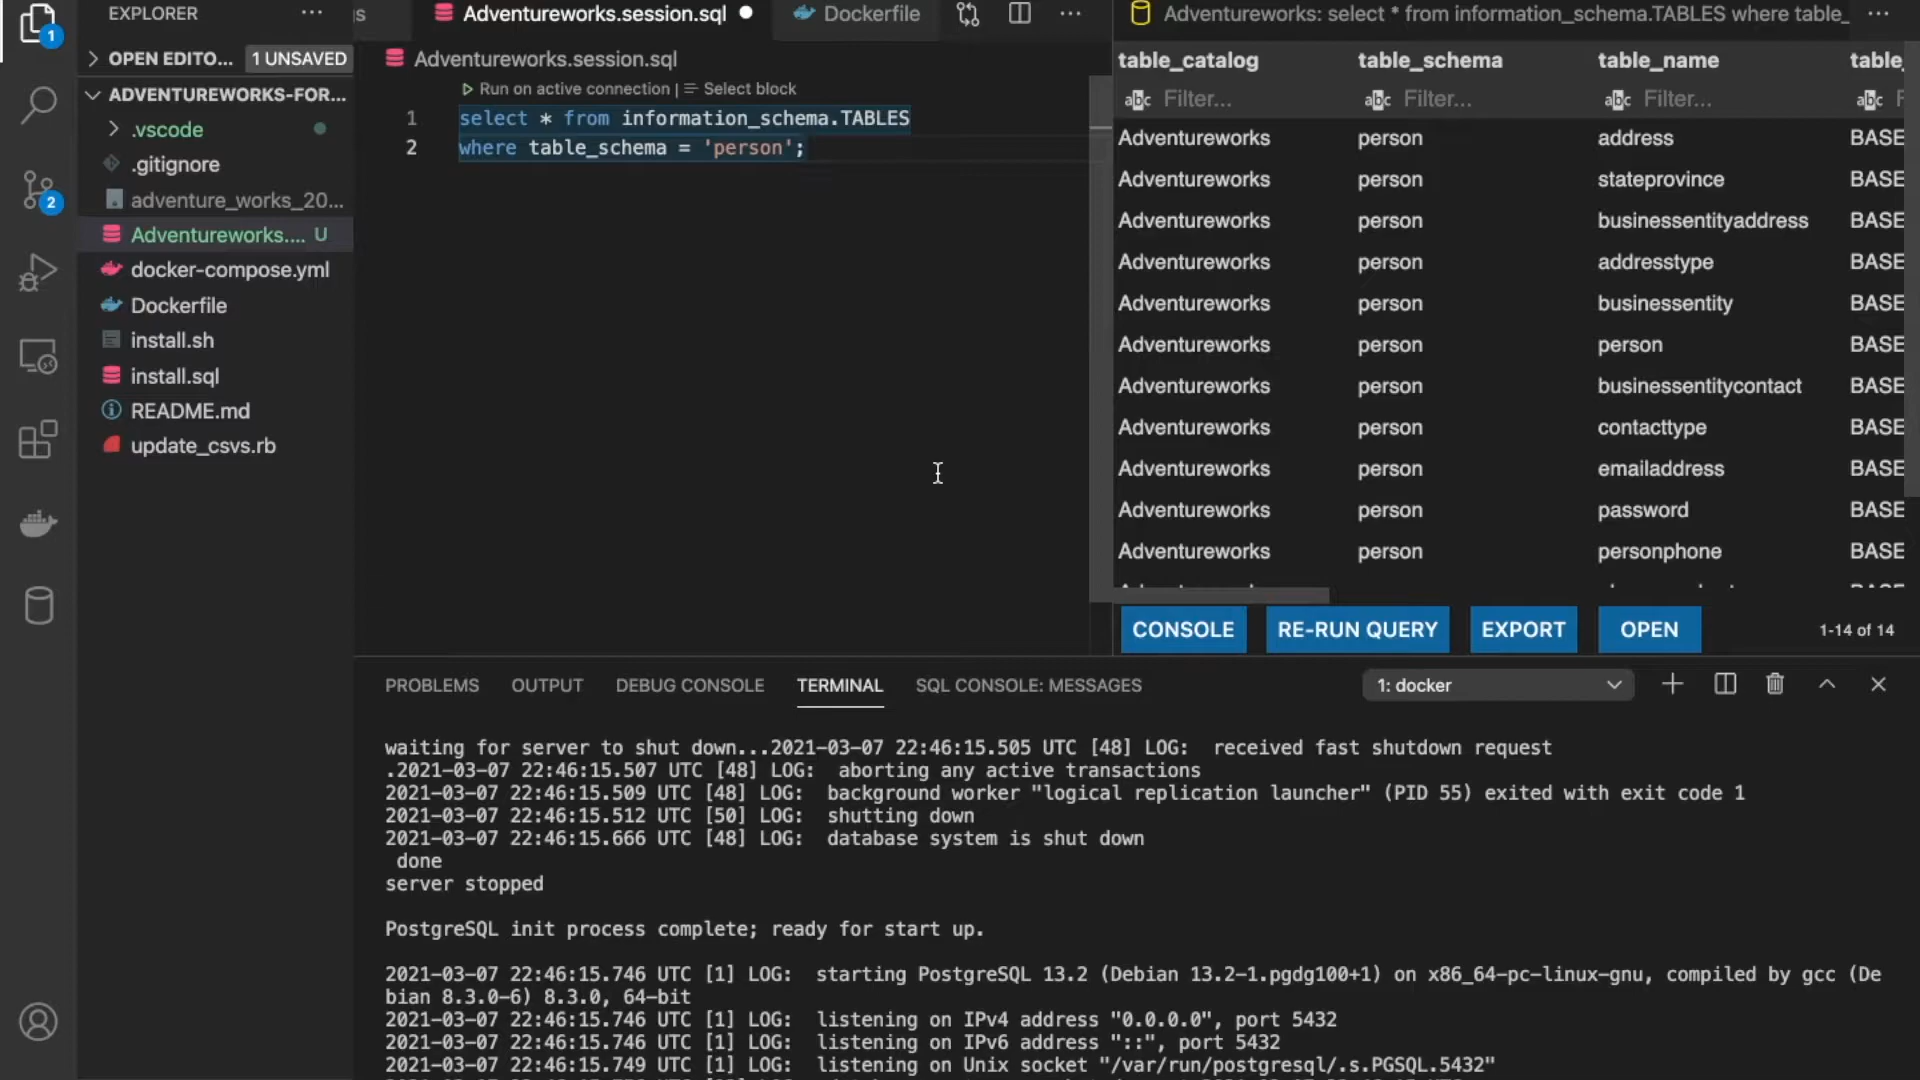 EXPLORER
1
OPEN EDITO... 1 UNSAVED
ADVENTUREWORKS-FOR...
.vscode
.gitignore
adventure_works_20...
2
Adventureworks.... U
docker-compose.yml
Dockerfile
install.sh
install.sql
README.md
update_csvs.rb
Adventureworks.session.sql
Dockerfile
Adventureworks.session.sql
Run on active connection | Select block
1 select * from information_schema.TABLES
2 where table_schema = 'person';
Adventureworks: select * from information_schema.TABLES where table_
table_catalog table_schema table_name table_
abc Filter... abc Filter... abc Filter... abc F
Adventureworks person address BASE
Adventureworks person stateprovince BASE
Adventureworks person businessentityaddress BASE
Adventureworks person addresstype BASE
Adventureworks person businessentity BASE
Adventureworks person person BASE
Adventureworks person businessentitycontact BASE
Adventureworks person contacttype BASE
Adventureworks person emailaddress BASE
Adventureworks person password BASE
Adventureworks person personphone BASE
CONSOLE RE-RUN QUERY EXPORT OPEN 1-14 of 14
PROBLEMS OUTPUT DEBUG CONSOLE TERMINAL SQL CONSOLE: MESSAGES 1: docker
waiting for server to shut down...2021-03-07 22:46:15.505 UTC [48] LOG:  received fast shutdown request
.2021-03-07 22:46:15.507 UTC [48] LOG:  aborting any active transactions
2021-03-07 22:46:15.509 UTC [48] LOG:  background worker "logical replication launcher" (PID 55) exited with exit code 1
2021-03-07 22:46:15.512 UTC [50] LOG:  shutting down
2021-03-07 22:46:15.666 UTC [48] LOG:  database system is shut down
 done
server stopped
PostgreSQL init process complete; ready for start up.
2021-03-07 22:46:15.746 UTC [1] LOG:  starting PostgreSQL 13.2 (Debian 13.2-1.pgdg100+1) on x86_64-pc-linux-gnu, compiled by gcc (De
bian 8.3.0-6) 8.3.0, 64-bit
2021-03-07 22:46:15.746 UTC [1] LOG:  listening on IPv4 address "0.0.0.0", port 5432
2021-03-07 22:46:15.746 UTC [1] LOG:  listening on IPv6 address "::", port 5432
2021-03-07 22:46:15.749 UTC [1] LOG:  listening on Unix socket "/var/run/postgresql/.s.PGSQL.5432"